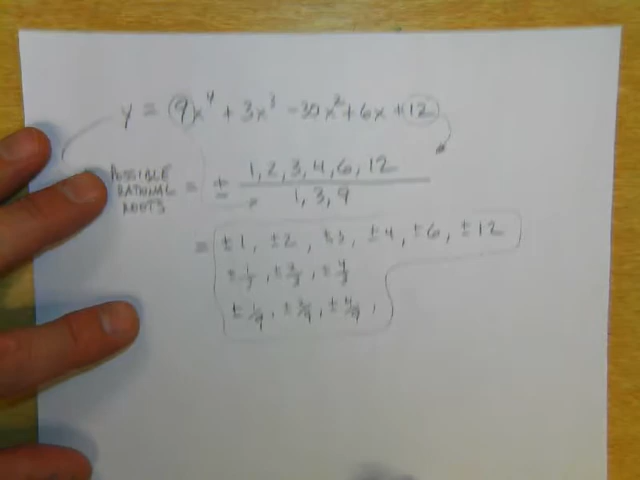 y = 9x⁴ + 3x³ - 30x² + 6x + 12
POSSIBLE RATIONAL ROOTS = ± 1, 2, 3, 4, 6, 12 / 1, 3, 9
= ±1, ±2, ±3, ±4, ±6, ±12
±1/3, ±2/3, ±4/3
±1/9, ±2/9, ±4/9,